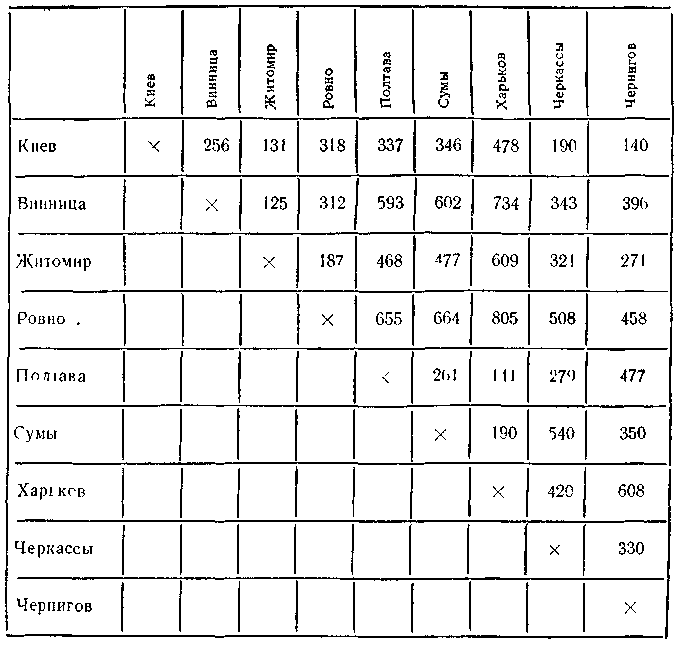 Киев Винница Житомир Ровно Полтава Сумы Харьков Черкассы Чернигов
Киев × 256 131 318 337 346 478 190 140
Винница × 125 312 593 602 734 343 396
Житомир × 187 468 477 609 321 271
Ровно × 655 664 805 508 458
Полтава × 261 141 279 477
Сумы × 190 540 350
Харьков × 420 608
Черкассы × 330
Чернигов ×